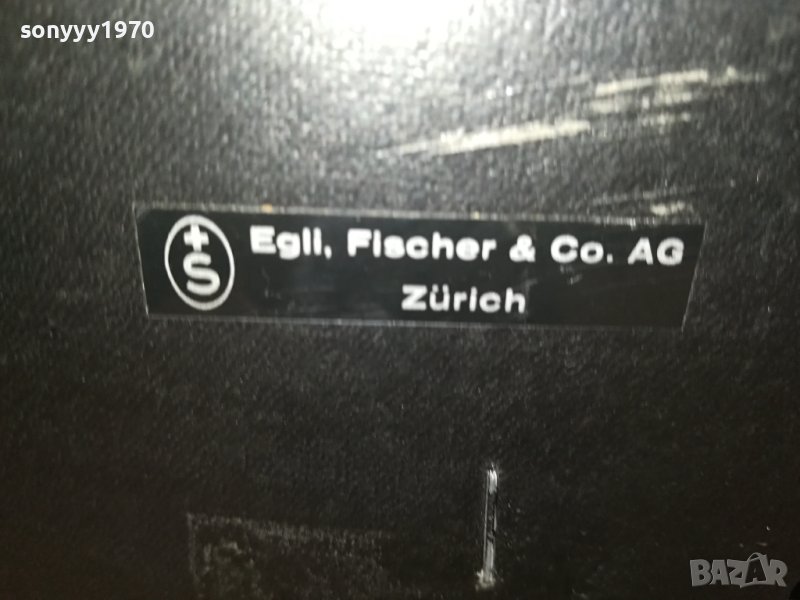 sonyyy1970
+S
Egli, Fischer & Co. AG
Zürich
BAZAR